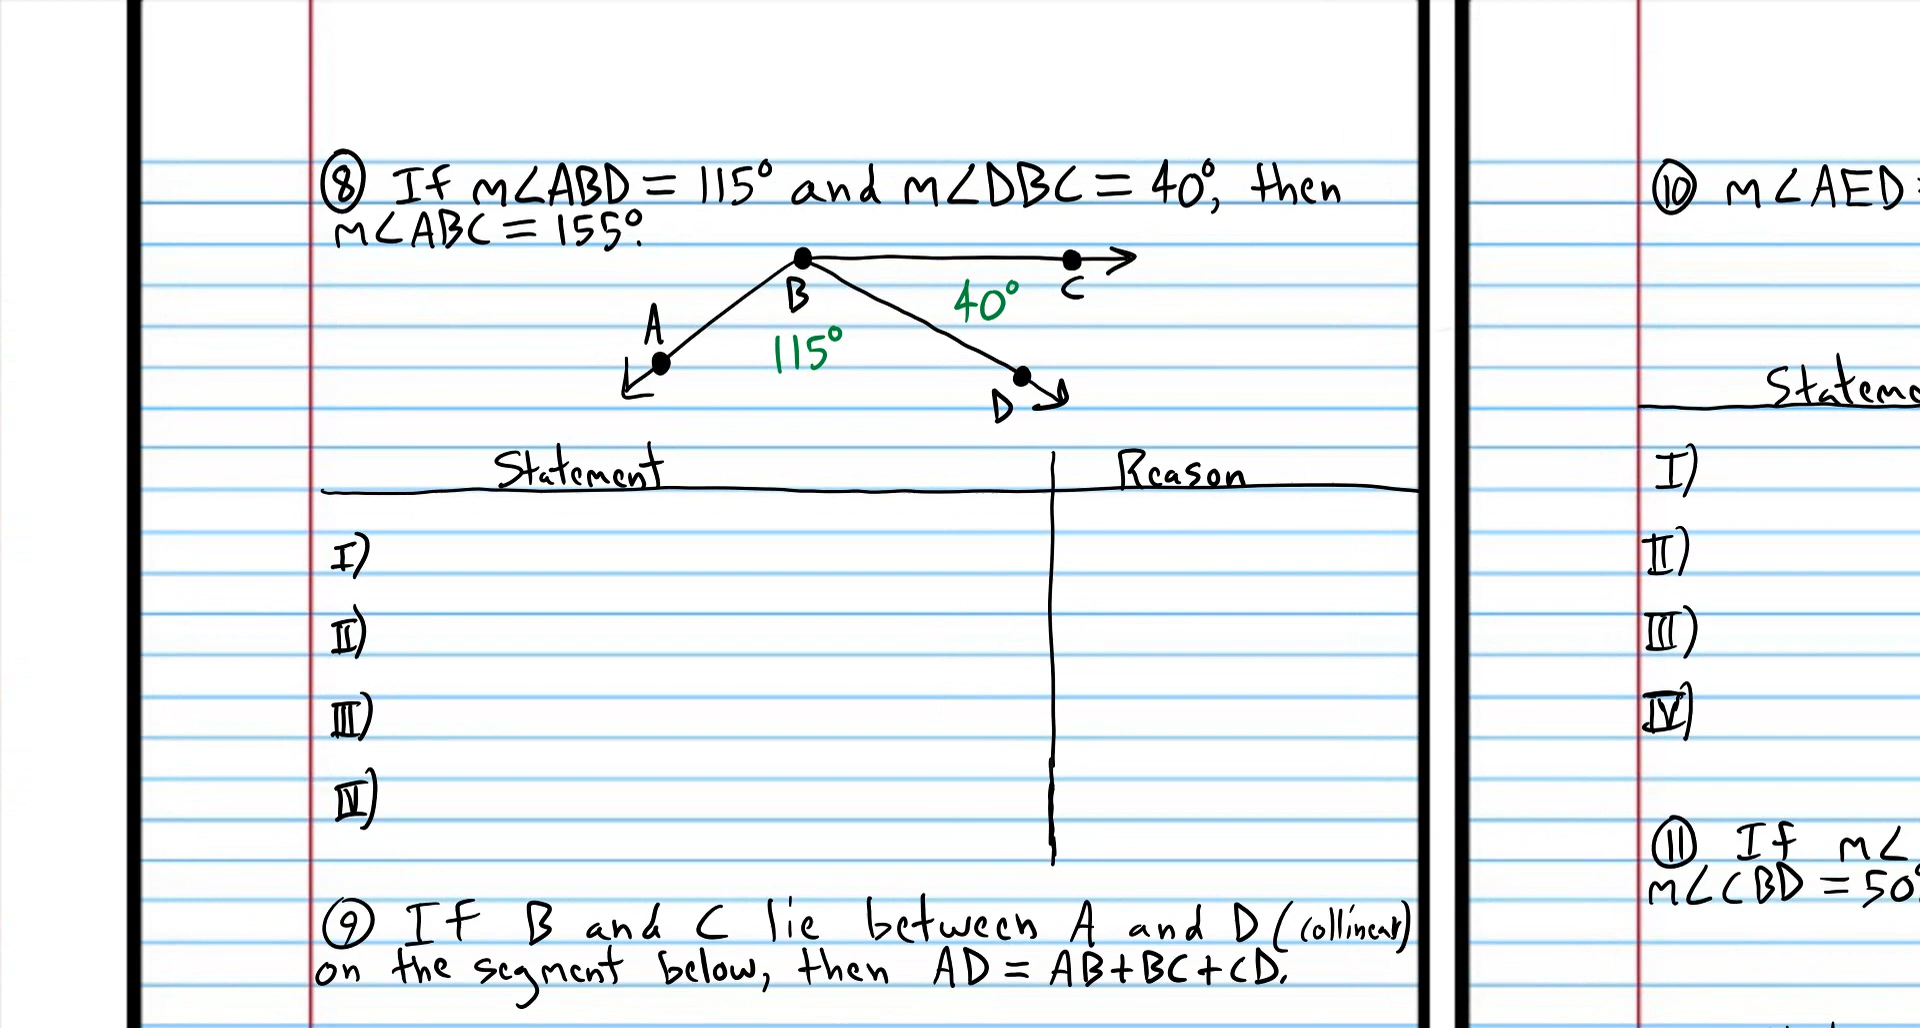 ⑧ If m∠ABD = 115° and m∠DBC = 40°, then
m∠ABC = 155°.
B
C
40°
A
115°
D
Statement Reason
I)
II)
III)
IV)
⑨ If B and C lie between A and D (collinear)
on the segment below, then AD = AB+BC+CD.
⑩ m∠AED =
Stateme
I)
II)
III)
IV)
⑪ If m∠
m∠CBD = 50°